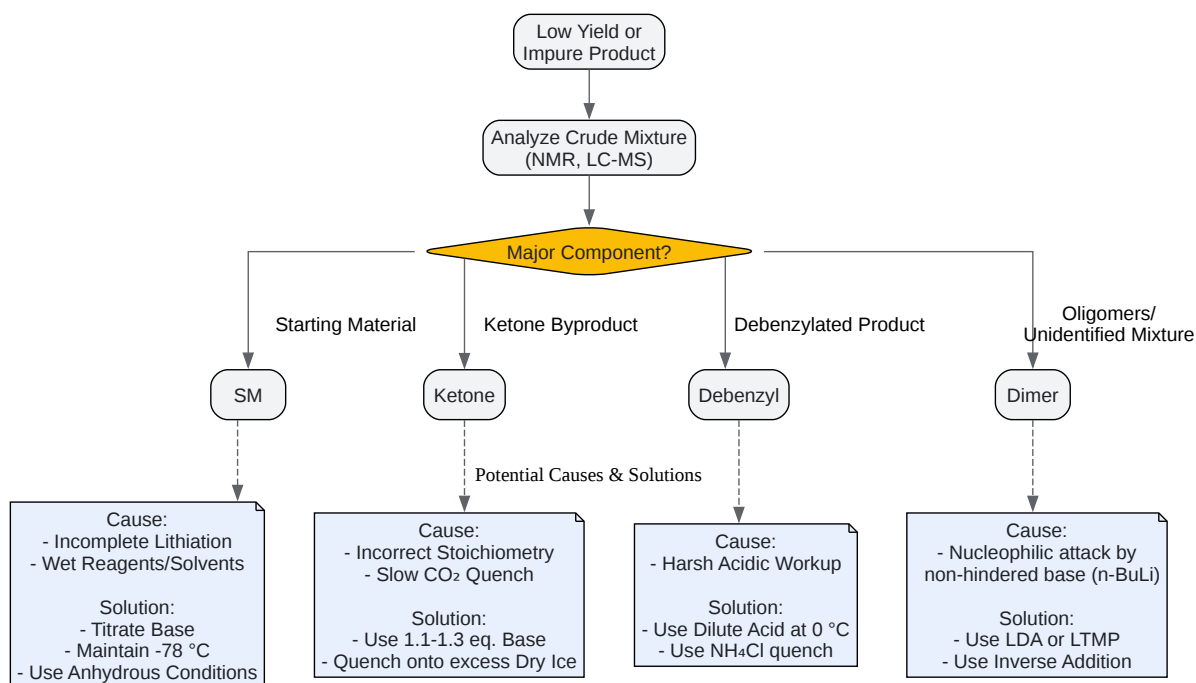 Low Yield or
Impure Product
Analyze Crude Mixture
(NMR, LC-MS)
Major Component?
Starting Material
Ketone Byproduct
Debenzylated Product
Oligomers/
Unidentified Mixture
SM
Ketone
Debenzyl
Dimer
Potential Causes & Solutions
Cause:
- Incomplete Lithiation
- Wet Reagents/Solvents
Solution:
- Titrate Base
- Maintain -78 °C
- Use Anhydrous Conditions
Cause:
- Incorrect Stoichiometry
- Slow CO₂ Quench
Solution:
- Use 1.1-1.3 eq. Base
- Quench onto excess Dry Ice
Cause:
- Harsh Acidic Workup
Solution:
- Use Dilute Acid at 0 °C
- Use NH₄Cl quench
Cause:
- Nucleophilic attack by
non-hindered base (n-BuLi)
Solution:
- Use LDA or LTMP
- Use Inverse Addition